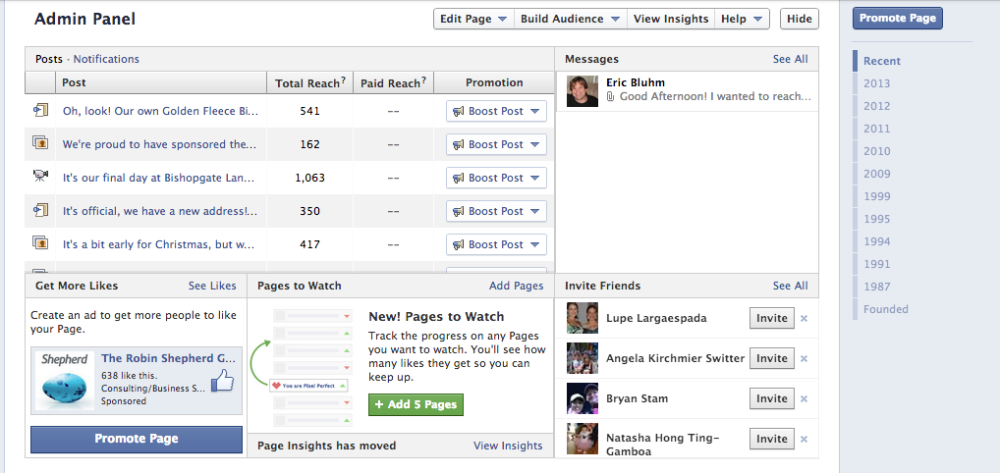 Admin Panel
Edit Page
Build Audience
View Insights
Help
Hide
Promote Page
Posts · Notifications
Post
Total Reach?
Paid Reach?
Promotion
Oh, look! Our own Golden Fleece Bi...
541
--
Boost Post
We're proud to have sponsored the...
162
--
Boost Post
It's our final day at Bishopgate Lan...
1,063
--
Boost Post
It's official, we have a new address!...
350
--
Boost Post
It's a bit early for Christmas, but w...
417
--
Boost Post
Messages
See All
Eric Bluhm
Good Afternoon! I wanted to reach...
Get More Likes
See Likes
Create an ad to get more people to like
your Page.
Shepherd
The Robin Shepherd G...
638 like this.
Consulting/Business S...
Sponsored
Promote Page
Pages to Watch
Add Pages
You are Pixel Perfect
New! Pages to Watch
Track the progress on any Pages
you want to watch. You'll see how
many likes they get so you can
keep up.
+ Add 5 Pages
Page Insights has moved
View Insights
Invite Friends
See All
Lupe Largaespada
Invite
Angela Kirchmier Switter
Invite
Bryan Stam
Invite
Natasha Hong Ting-
Gamboa
Invite
Recent
2013
2012
2011
2010
2009
1999
1995
1994
1991
1987
Founded